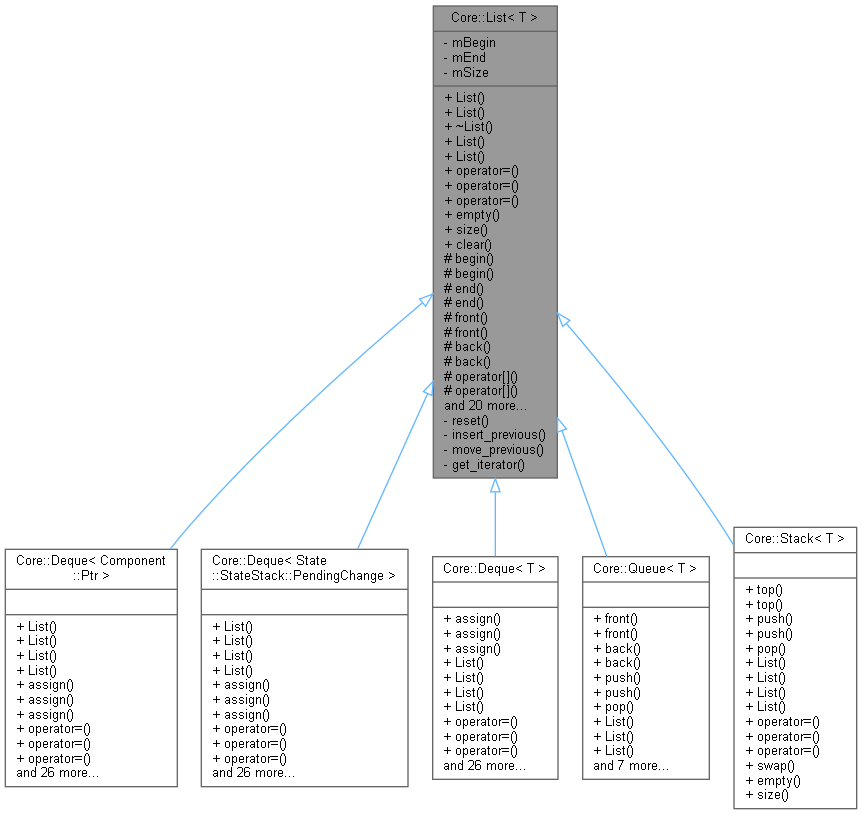 Core::List< T >
- mBegin
- mEnd
- mSize
+ List()
+ List()
+ ~List()
+ List()
+ List()
+ operator=()
+ operator=()
+ operator=()
+ empty()
+ size()
+ clear()
# begin()
# begin()
# end()
# end()
# front()
# front()
# back()
# back()
# operator[]()
# operator[]()
and 20 more...
- reset()
- insert_previous()
- move_previous()
- get_iterator()
Core::Deque< Component
::Ptr >
+ List()
+ List()
+ List()
+ List()
+ assign()
+ assign()
+ assign()
+ operator=()
+ operator=()
+ operator=()
and 26 more...
Core::Deque< State
::StateStack::PendingChange >
+ List()
+ List()
+ List()
+ List()
+ assign()
+ assign()
+ assign()
+ operator=()
+ operator=()
+ operator=()
and 26 more...
Core::Deque< T >
+ assign()
+ assign()
+ assign()
+ List()
+ List()
+ List()
+ List()
+ operator=()
+ operator=()
+ operator=()
and 26 more...
Core::Queue< T >
+ front()
+ front()
+ back()
+ back()
+ push()
+ push()
+ pop()
+ List()
+ List()
+ List()
and 7 more...
Core::Stack< T >
+ top()
+ top()
+ push()
+ push()
+ pop()
+ List()
+ List()
+ List()
+ List()
+ operator=()
+ operator=()
+ operator=()
+ swap()
+ empty()
+ size()